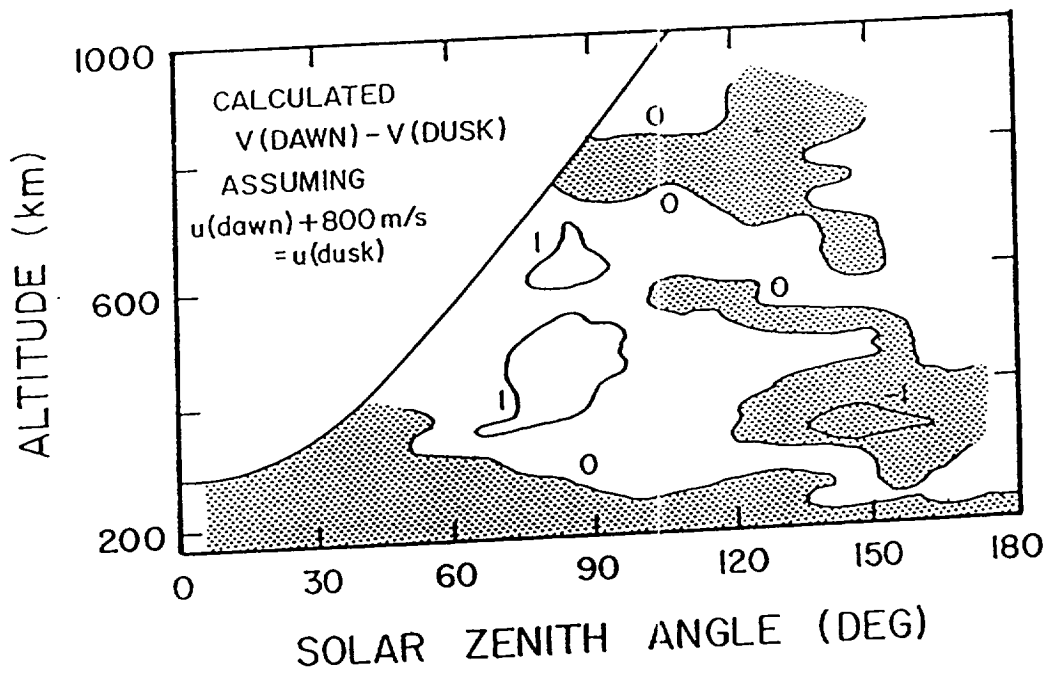 1000
CALCULATED
V(DAWN) - V(DUSK)
ASSUMING
u(dawn) + 800 m/s
= u(dusk)
0
0
1
600
0
1
-1
0
200
0
30
60
90
120
150
180
ALTITUDE (km)
SOLAR ZENITH ANGLE (DEG)